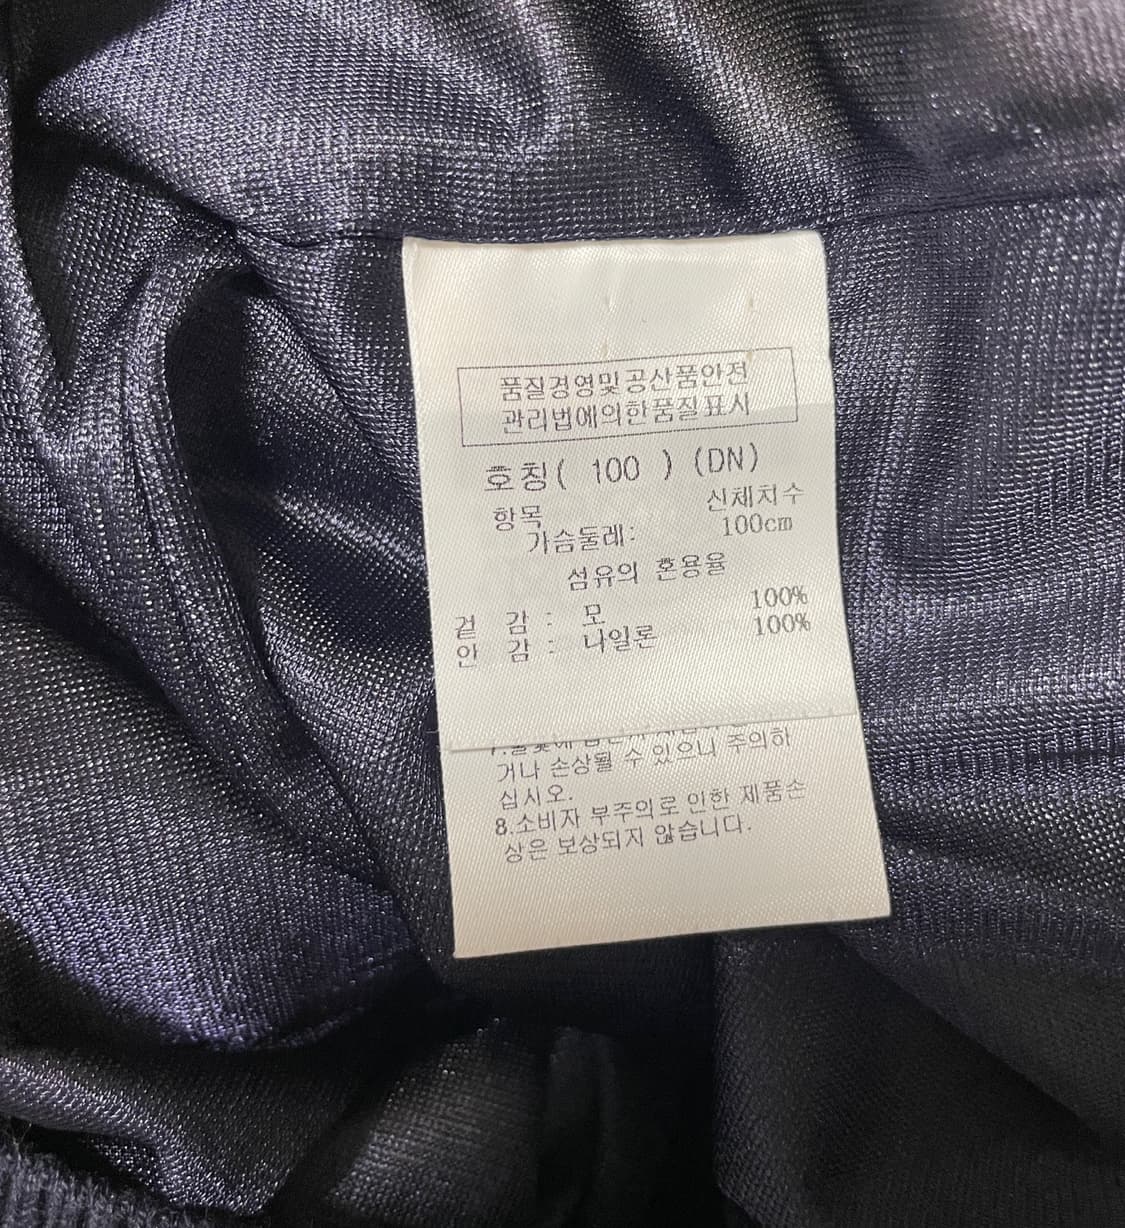 품질경영및공산품안전
관리법에의한품질표시
호칭( 100 ) (DN)
항목 신체치수
가슴둘레: 100cm
섬유의 혼용율
겉 감 : 모 100%
안 감 : 나일론 100%
거나 손상될 수 있으니 주의하
십시오.
8.소비자 부주의로 인한 제품손
상은 보상되지 않습니다.